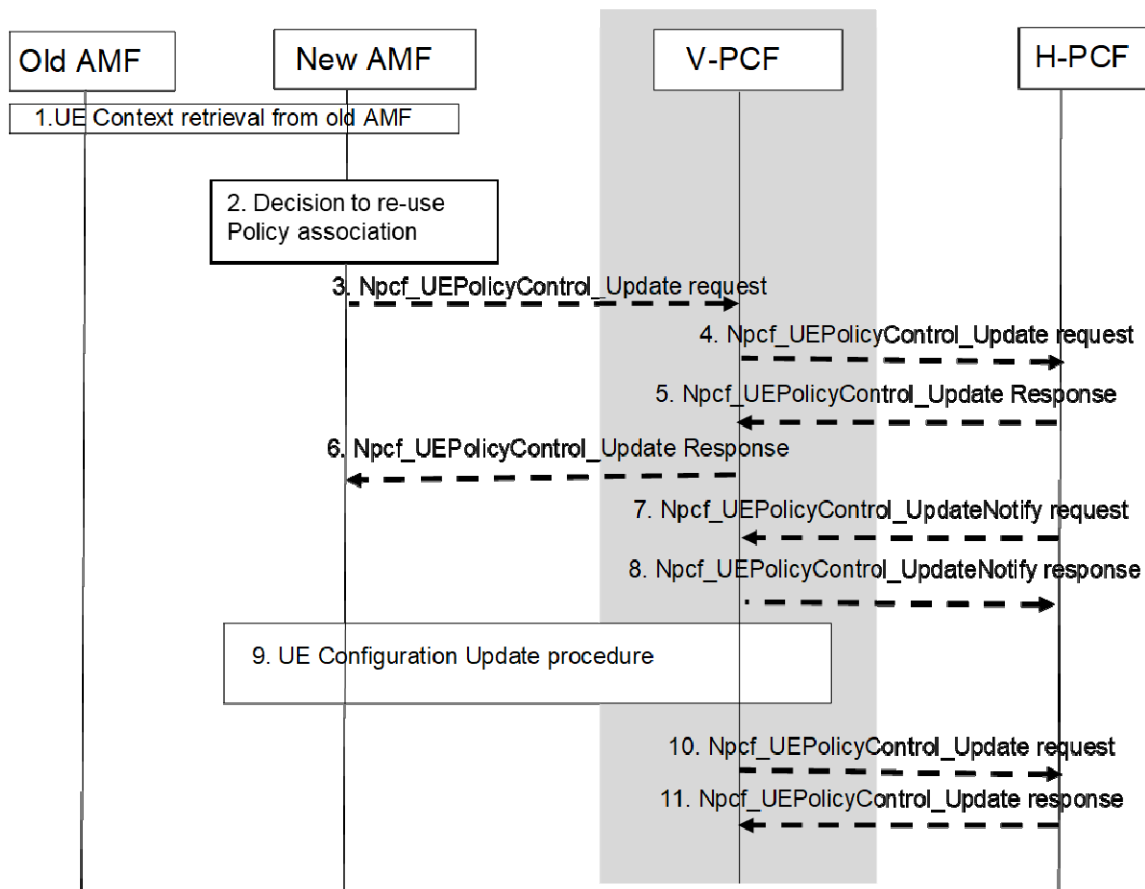 Old AMF
New AMF
V-PCF
H-PCF
1.UE Context retrieval from old AMF
2. Decision to re-use
Policy association
3. Npcf_UEPolicyControl_Update request
4. Npcf_UEPolicyControl_Update request
5. Npcf_UEPolicyControl_Update Response
6. Npcf_UEPolicyControl_Update Response
7. Npcf_UEPolicyControl_UpdateNotify request
8. Npcf_UEPolicyControl_UpdateNotify response
9. UE Configuration Update procedure
10. Npcf_UEPolicyControl_Update request
11. Npcf_UEPolicyControl_Update response